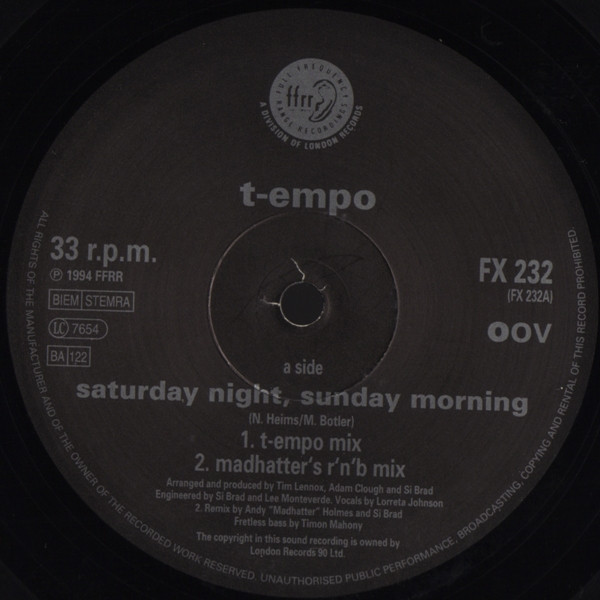 FULL FREQUENCY
ffrr
RANGE RECORDINGS
A DIVISION OF LONDON RECORDS
t-empo
33 r.p.m.
℗ 1994 FFRR
BIEM STEMRA
LC 7654
BA 122
FX 232
(FX 232A)
OOV
a side
saturday night, sunday morning
(N. Heims/M. Botler)
1. t-empo mix
2. madhatter's r'n'b mix
Arranged and produced by Tim Lennox, Adam Clough and Si Brad
Engineered by Si Brad and Lee Monteverde. Vocals by Lorreta Johnson
2. Remix by Andy "Madhatter" Holmes and Si Brad
Fretless bass by Timon Mahony
The copyright in this sound recording is owned by
London Records 90 Ltd.
ALL RIGHTS OF THE MANUFACTURER AND OF THE OWNER OF THE RECORDED WORK RESERVED. UNAUTHORISED PUBLIC PERFORMANCE, BROADCASTING, COPYING AND RENTAL OF THIS RECORD PROHIBITED.